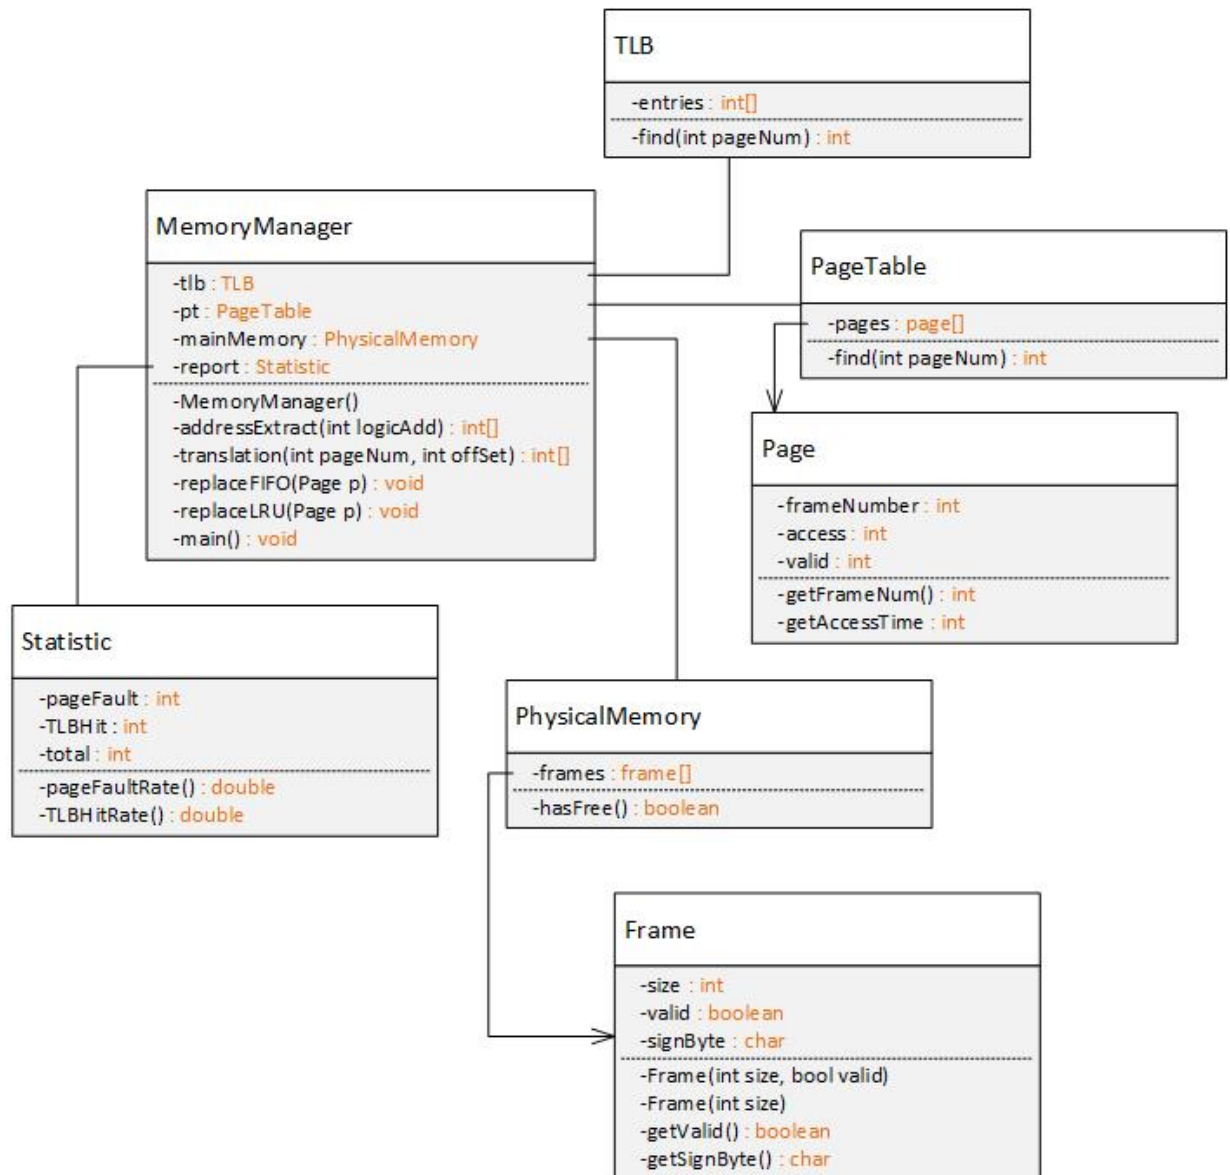 TLB
-entries : int[]
-find(int pageNum) : int
MemoryManager
-tlb : TLB
-pt : PageTable
-mainMemory : PhysicalMemory
-report : Statistic
-MemoryManager()
-addressExtract(int logicAdd) : int[]
-translation(int pageNum, int offSet) : int[]
-replaceFIFO(Page p) : void
-replaceLRU(Page p) : void
-main() : void
PageTable
-pages : page[]
-find(int pageNum) : int
Page
-frameNumber : int
-access : int
-valid : int
-getFrameNum() : int
-getAccessTime : int
Statistic
-pageFault : int
-TLBHit : int
-total : int
-pageFaultRate() : double
-TLBHitRate() : double
PhysicalMemory
-frames : frame[]
-hasFree() : boolean
Frame
-size : int
-valid : boolean
-signByte : char
-Frame(int size, bool valid)
-Frame(int size)
-getValid() : boolean
-getSignByte() : char